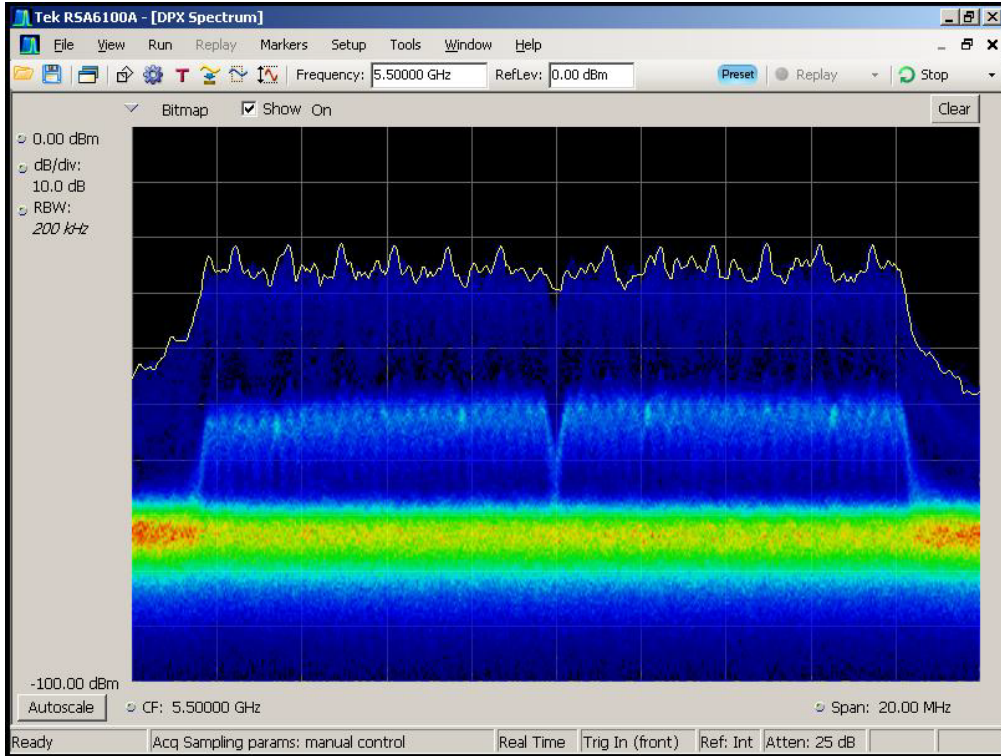 Tek RSA6100A - [DPX Spectrum]
File View Run Replay Markers Setup Tools Window Help
T Frequency: 5.50000 GHz RefLev: 0.00 dBm Preset Replay Stop
Bitmap Show On Clear
0.00 dBm
dB/div:
10.0 dB
RBW:
200 kHz
-100.00 dBm
Autoscale CF: 5.50000 GHz Span: 20.00 MHz
Ready Acq Sampling params: manual control Real Time Trig In (front) Ref: Int Atten: 25 dB